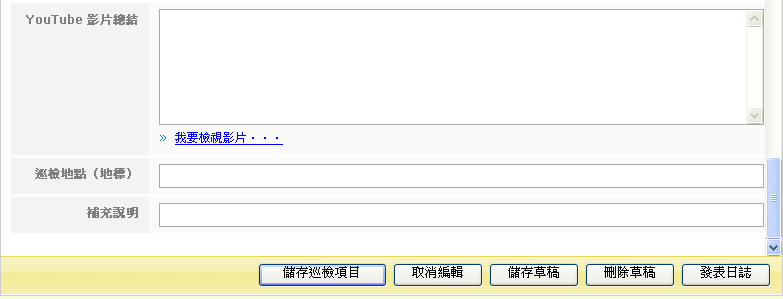 YouTube 影片總結
» 我要檢視影片・・・
巡檢地點（地標）
補充說明
儲存巡檢項目 取消編輯 儲存草稿 刪除草稿 發表日誌